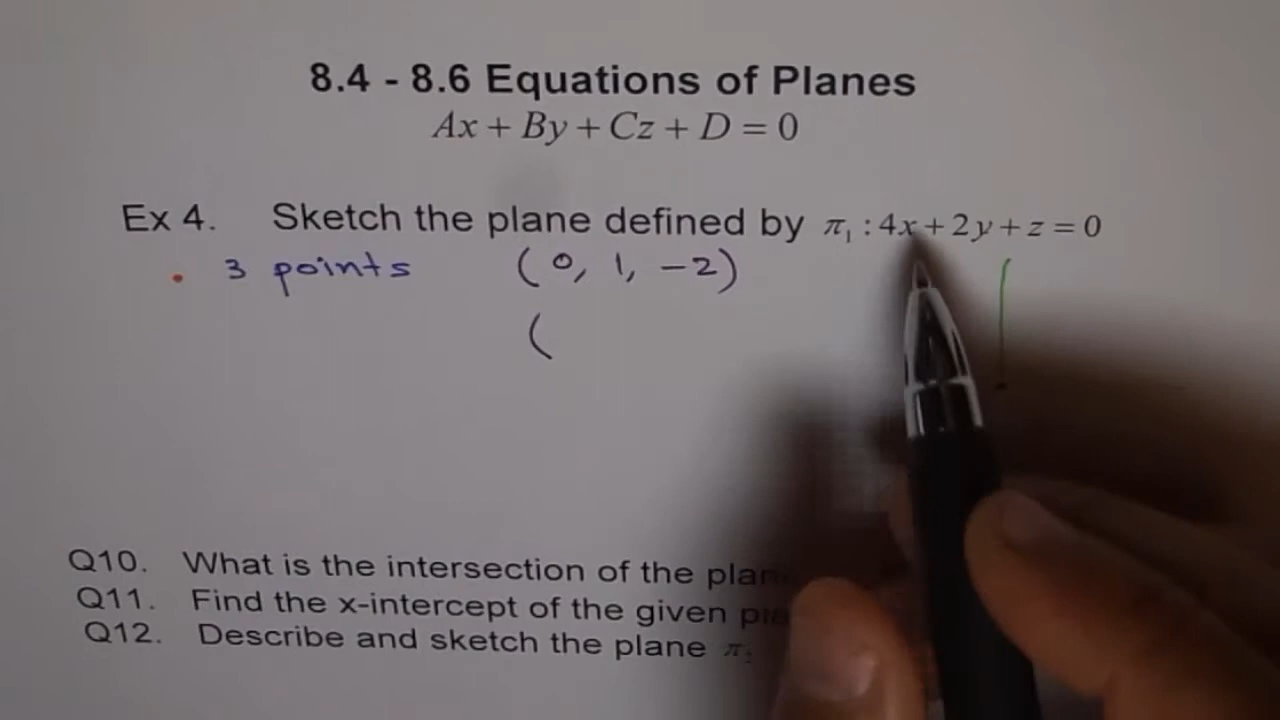 8.4 - 8.6 Equations of Planes
Ax + By + Cz + D = 0
Ex 4. Sketch the plane defined by π₁ : 4x + 2y + z = 0
• 3 points (0, 1, -2)
(
Q10. What is the intersection of the
Q11. Find the x-intercept of the given
Q12. Describe and sketch the plane